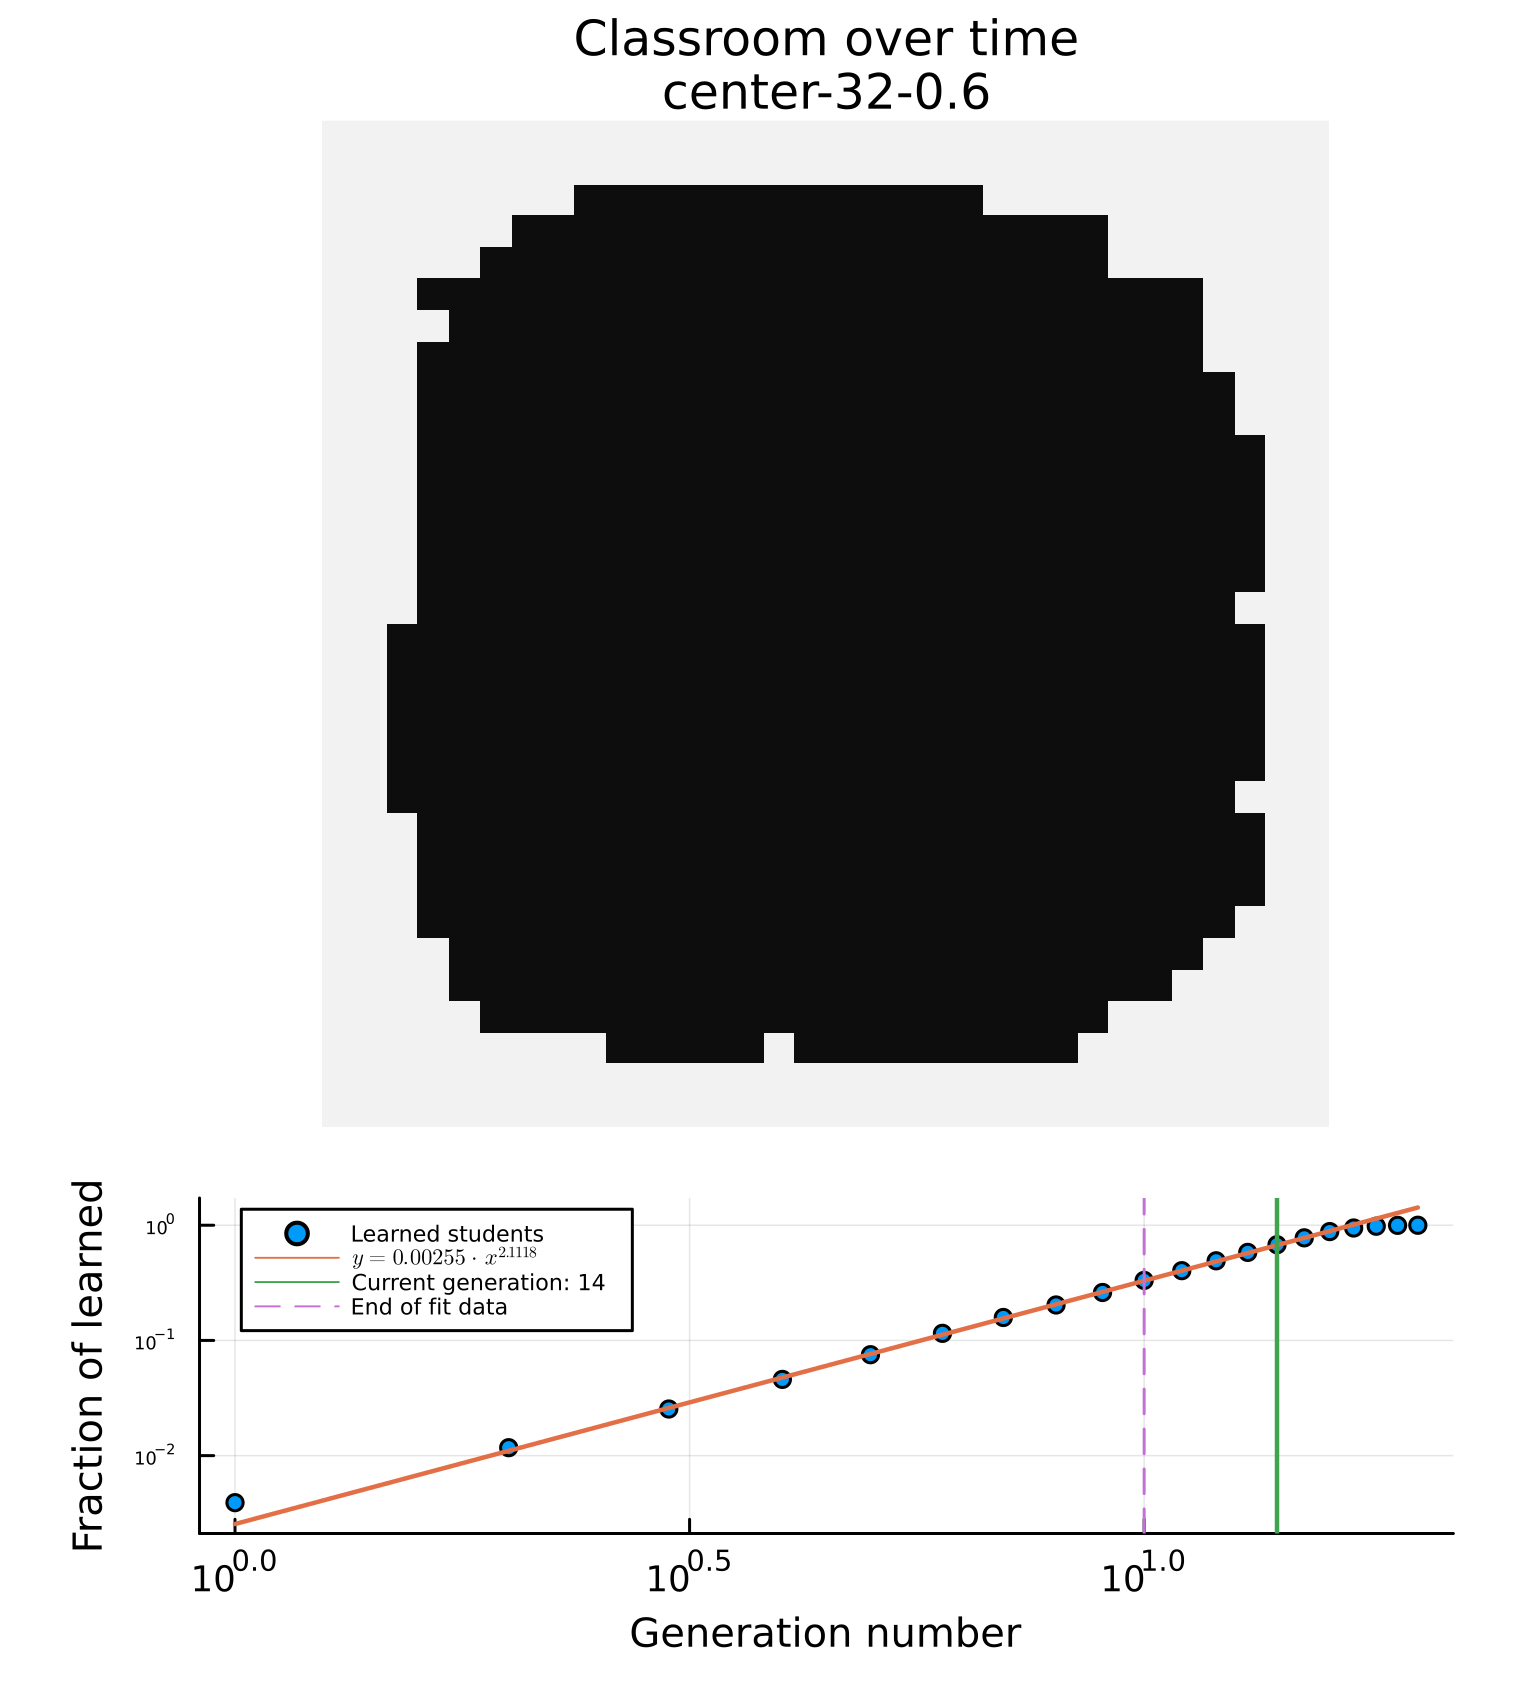 Classroom over time
center-32-0.6
Fraction of learned
10⁰
10⁻¹
10⁻²
Learned students
y = 0.00255 · x^2.1118
Current generation: 14
End of fit data
10^0.0
10^0.5
10^1.0
Generation number